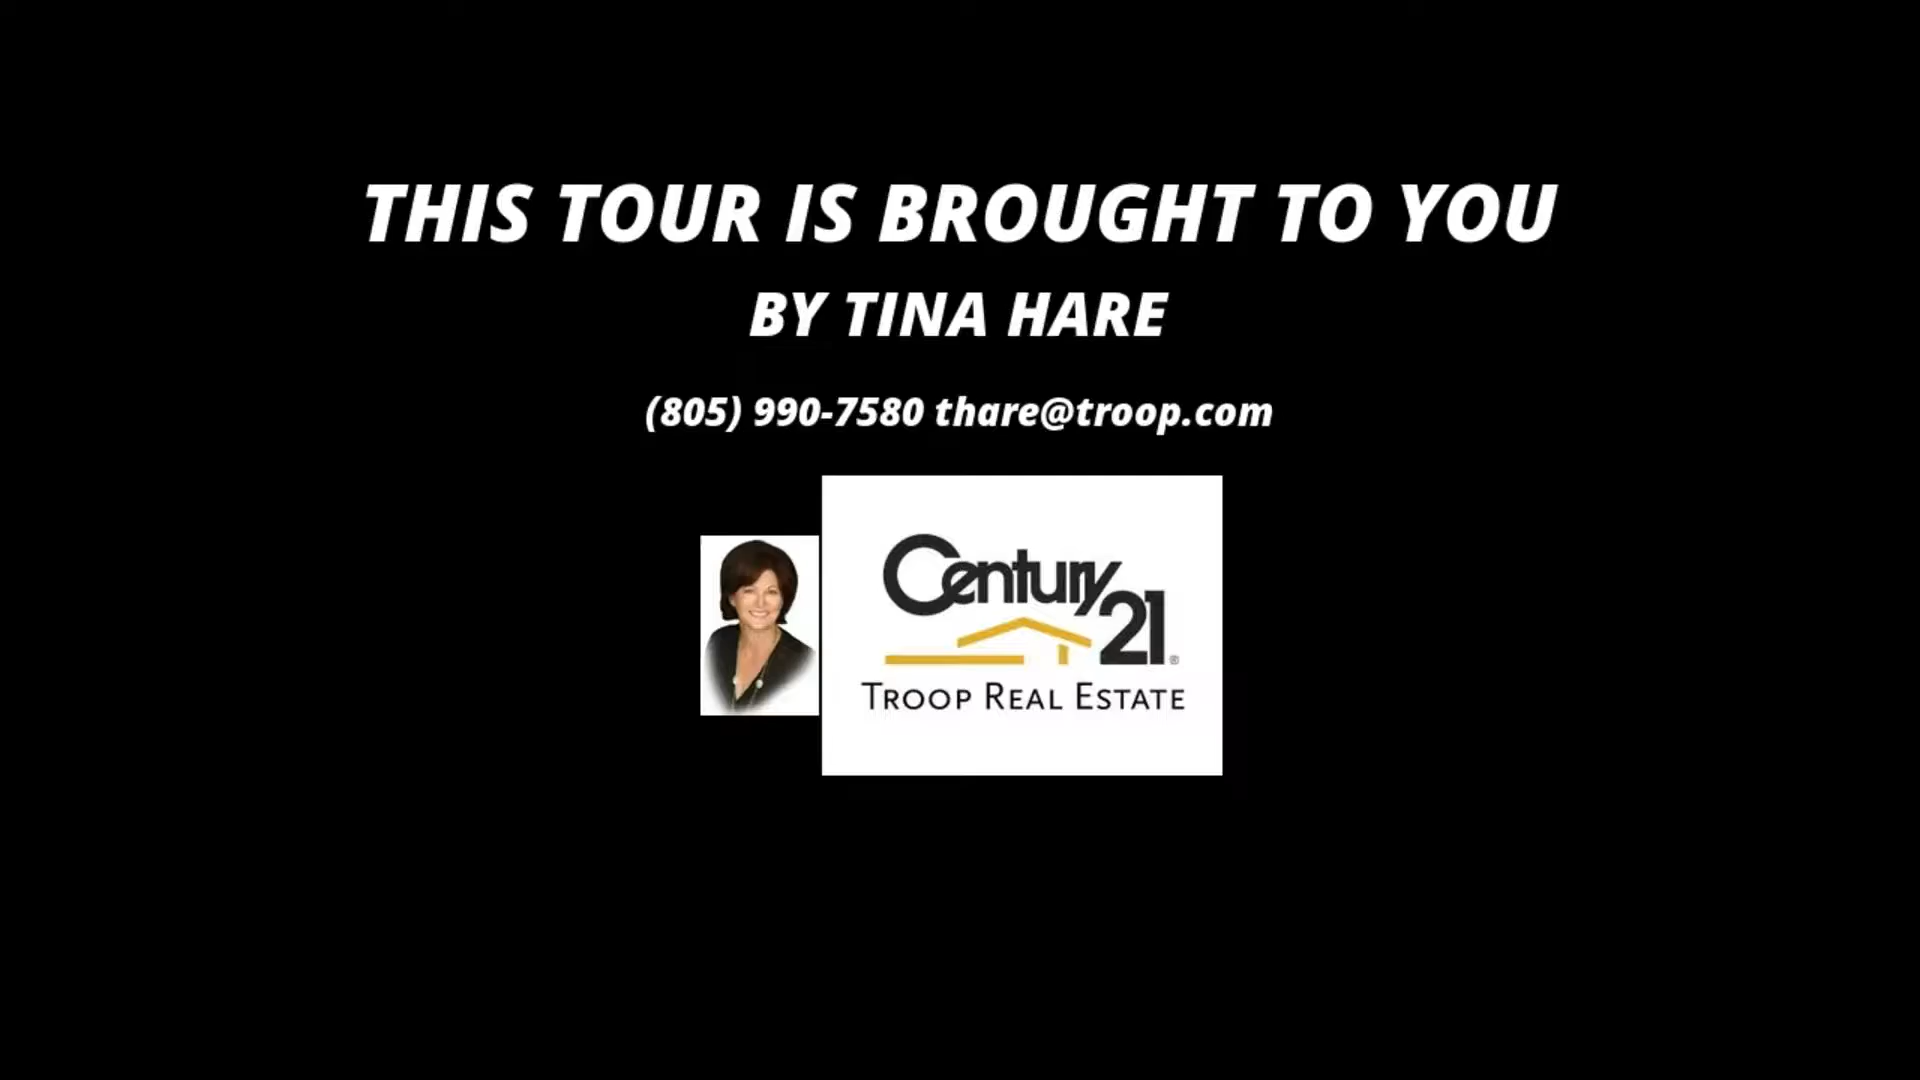 THIS TOUR IS BROUGHT TO YOU
BY TINA HARE
(805) 990-7580 thare@troop.com
Century 21®
TROOP REAL ESTATE